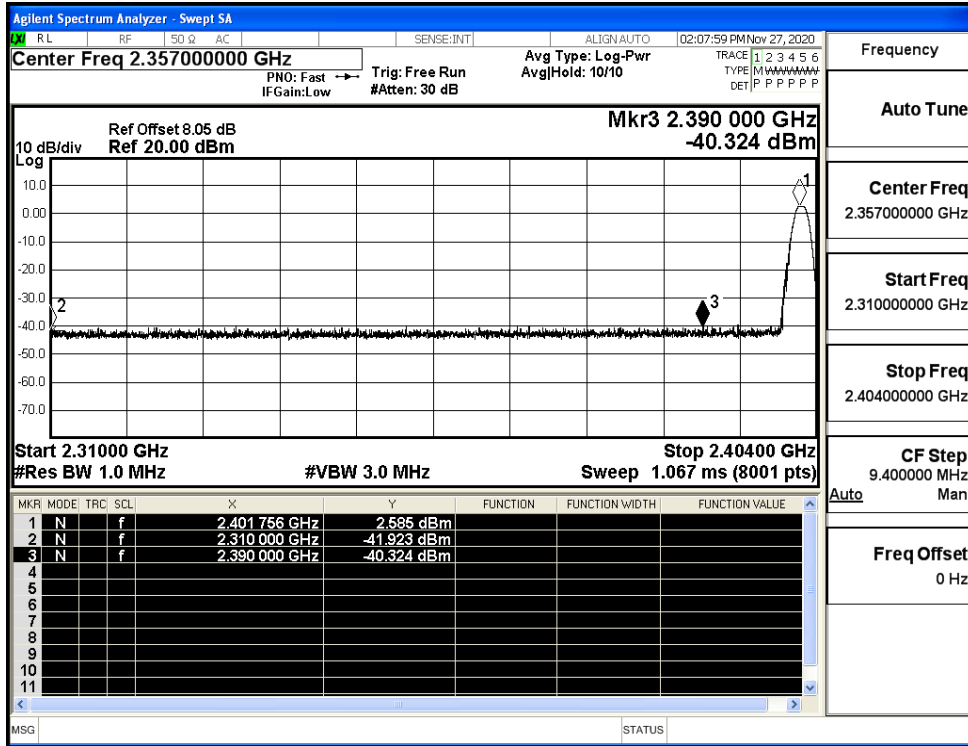 Agilent Spectrum Analyzer - Swept SA
LXI RL RF 50 Ω AC SENSE:INT ALIGN AUTO 02:07:59 PM Nov 27, 2020
Center Freq 2.357000000 GHz
PNO: Fast Trig: Free Run
IFGain:Low #Atten: 30 dB
Avg Type: Log-Pwr
Avg|Hold: 10/10
TRACE 1 2 3 4 5 6
TYPE M WWWWW
DET P P P P P P
Mkr3 2.390 000 GHz
-40.324 dBm
Ref Offset 8.05 dB
10 dB/div Ref 20.00 dBm
Log
10.0
0.00
-10.0
-20.0
-30.0
-40.0
-50.0
-60.0
-70.0
1
2
3
Start 2.31000 GHz Stop 2.40400 GHz
#Res BW 1.0 MHz #VBW 3.0 MHz Sweep 1.067 ms (8001 pts)
MKR MODE TRC SCL X Y FUNCTION FUNCTION WIDTH FUNCTION VALUE
1 N f 2.401 756 GHz 2.585 dBm
2 N f 2.310 000 GHz -41.923 dBm
3 N f 2.390 000 GHz -40.324 dBm
4
5
6
7
8
9
10
11
MSG STATUS
Frequency
Auto Tune
Center Freq
2.357000000 GHz
Start Freq
2.310000000 GHz
Stop Freq
2.404000000 GHz
CF Step
9.400000 MHz
Auto Man
Freq Offset
0 Hz